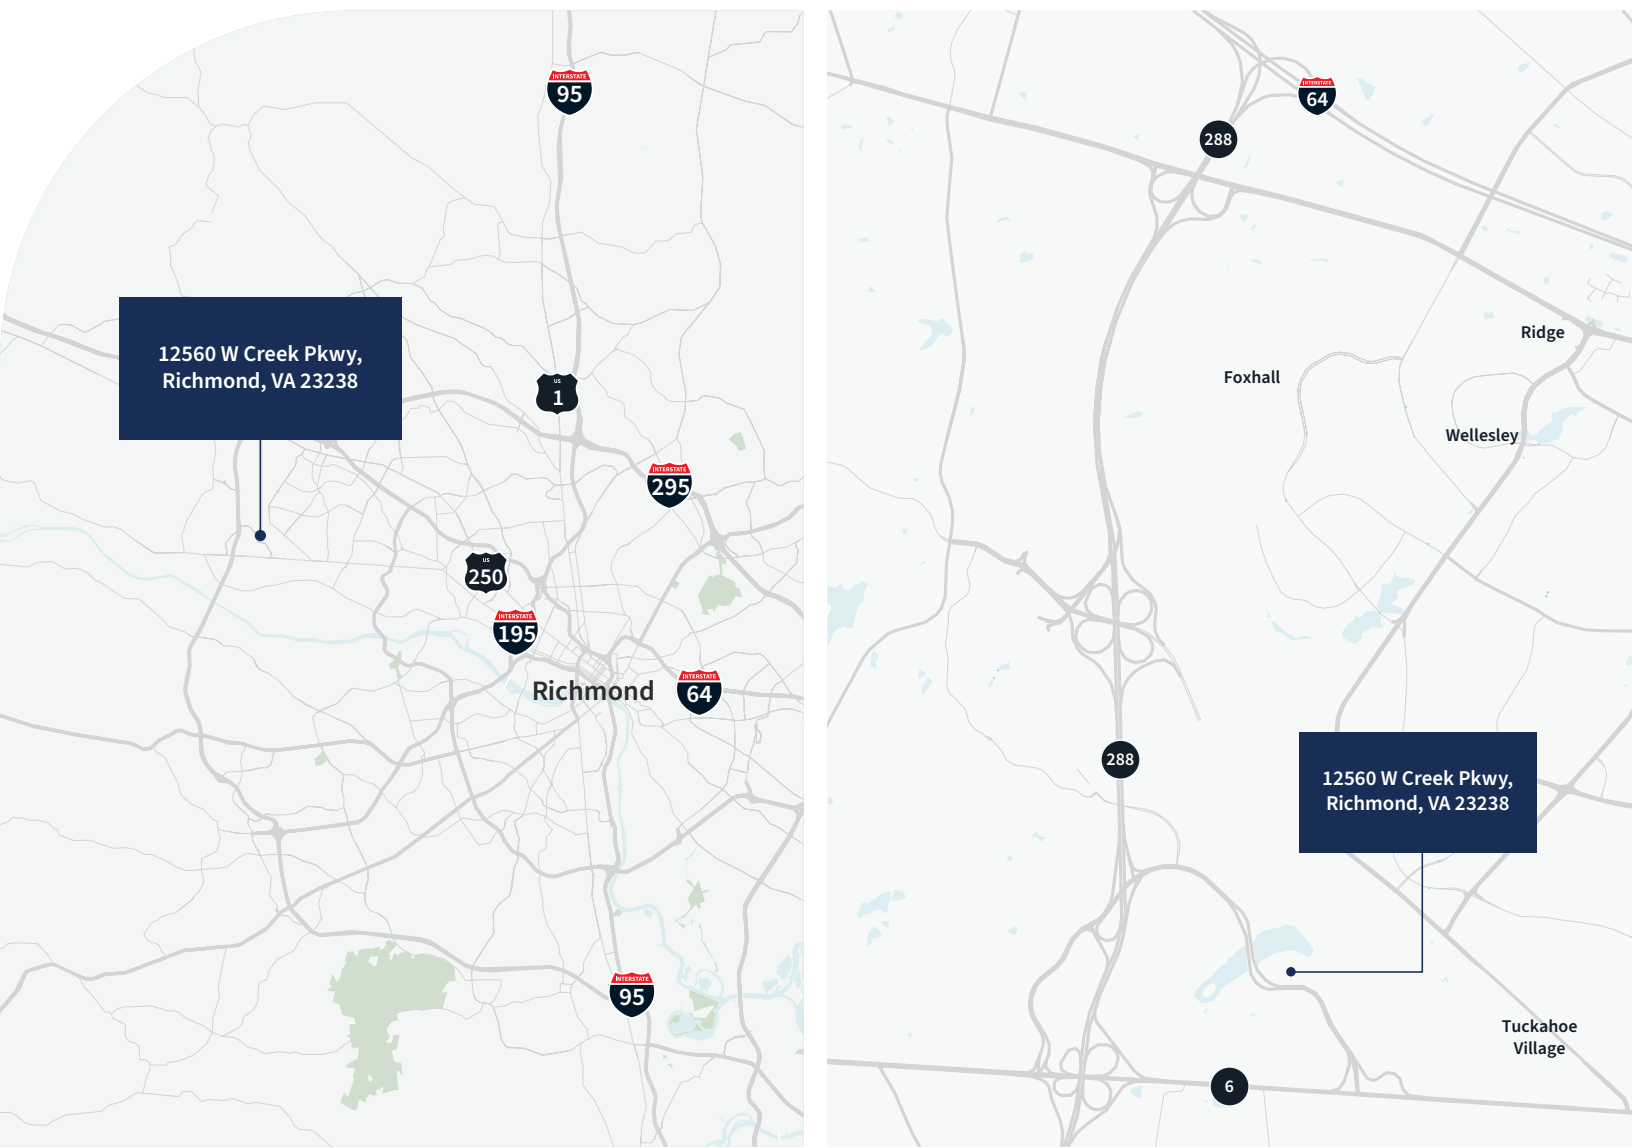 INTERSTATE
95
12560 W Creek Pkwy,
Richmond, VA 23238
US
1
INTERSTATE
295
US
250
INTERSTATE
195
Richmond
INTERSTATE
64
INTERSTATE
95
INTERSTATE
64
288
Ridge
Foxhall
Wellesley
288
12560 W Creek Pkwy,
Richmond, VA 23238
Tuckahoe
Village
6